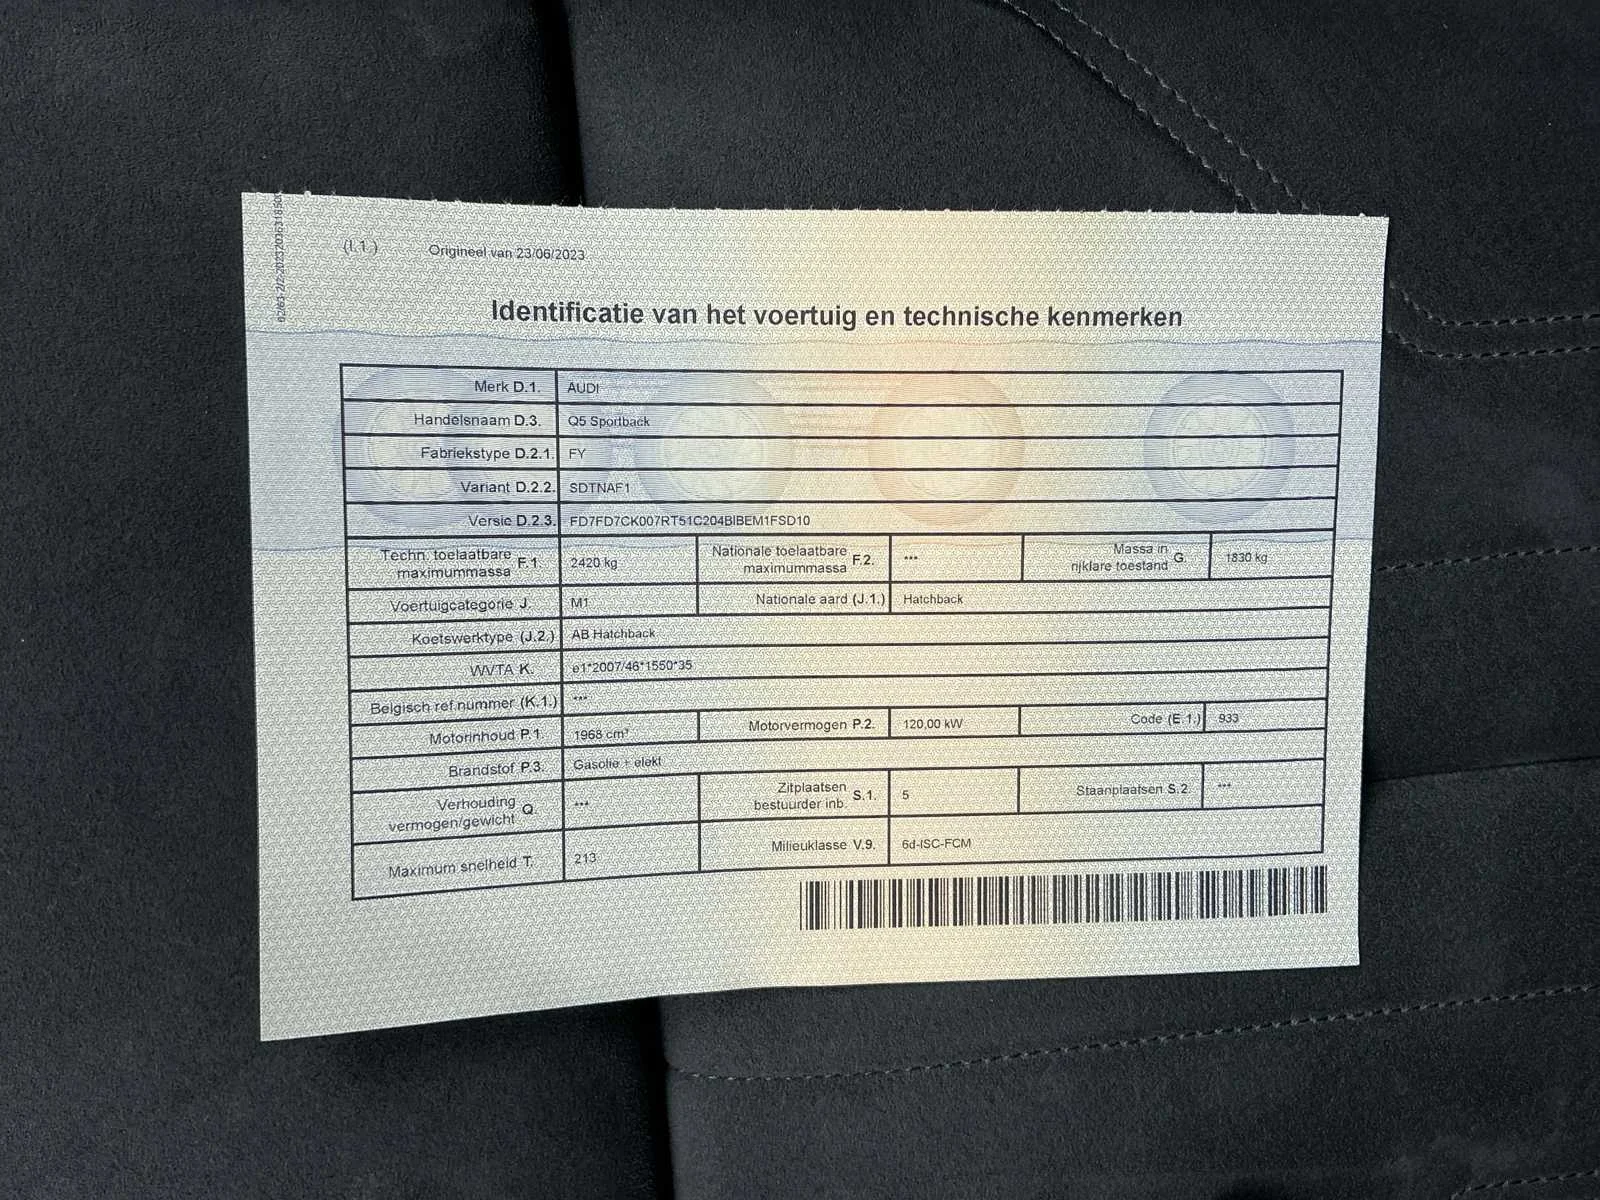 (I.1.) Origineel van 23/06/2023
Identificatie van het voertuig en technische kenmerken
Merk D.1. AUDI
Handelsnaam D.3. Q5 Sportback
Fabriekstype D.2.1. FY
Variant D.2.2. SDTNAF1
Versie D.2.3. FD7FD7CK007RT51C204BIBEM1FSD10
Techn. toelaatbare maximummassa F.1. 2420 kg Nationale toelaatbare maximummassa F.2. *** Massa in rijklare toestand G. 1830 kg
Voertuigcategorie J. M1 Nationale aard (J.1.) Hatchback
Koetswerktype (J.2.) AB Hatchback
WVTA K. e1*2007/46*1550*35
Belgisch ref.nummer (K.1.) ***
Motorinhoud P.1. 1968 cm³ Motorvermogen P.2. 120,00 kW Code (E.1.) 933
Brandstof P.3. Gasolie + elekt
Verhouding vermogen/gewicht Q. *** Zitplaatsen bestuurder inb. S.1. 5 Staanplaatsen S.2. ***
Maximum snelheid T. 213 Milieuklasse V.9. 6d-ISC-FCM